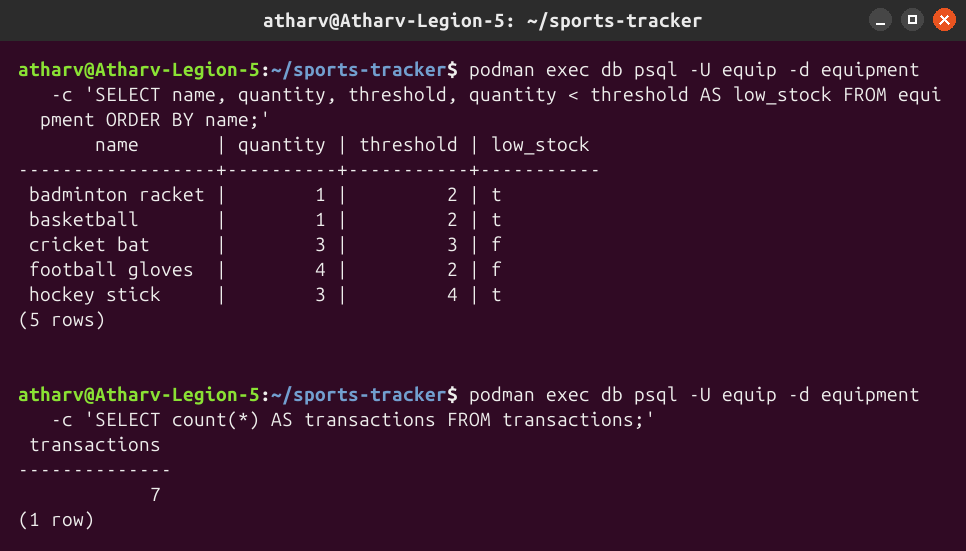 atharv@Atharv-Legion-5: ~/sports-tracker
atharv@Atharv-Legion-5:~/sports-tracker$ podman exec db psql -U equip -d equipment
   -c 'SELECT name, quantity, threshold, quantity < threshold AS low_stock FROM equi
  pment ORDER BY name;'
       name       | quantity | threshold | low_stock
------------------+----------+-----------+-----------
 badminton racket |        1 |         2 | t
 basketball       |        1 |         2 | t
 cricket bat      |        3 |         3 | f
 football gloves  |        4 |         2 | f
 hockey stick     |        3 |         4 | t
(5 rows)
atharv@Atharv-Legion-5:~/sports-tracker$ podman exec db psql -U equip -d equipment
   -c 'SELECT count(*) AS transactions FROM transactions;'
 transactions
--------------
            7
(1 row)